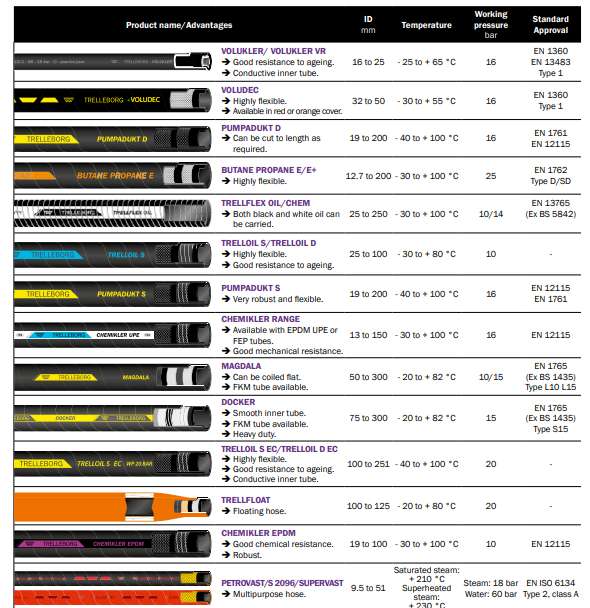 Product name/Advantages
ID
mm
Temperature
Working
pressure
bar
Standard
Approval
VOLUKLER/ VOLUKLER VR
➔ Good resistance to ageing.
➔ Conductive inner tube.
16 to 25
- 25 to + 65 °C
16
EN 1360
EN 13483
Type 1
TRELLEBORG - VOLUDEC
VOLUDEC
➔ Highly flexible.
➔ Available in red or orange cover.
32 to 50
- 30 to + 55 °C
16
EN 1360
Type 1
TRELLEBORG
PUMPADUKT D
PUMPADUKT D
➔ Can be cut to length as
required.
19 to 200
- 40 to + 100 °C
16
EN 1761
EN 12115
BUTANE PROPANE E
BUTANE PROPANE E/E+
➔ Highly flexible.
12.7 to 200
- 30 to + 100 °C
25
EN 1762
Type D/SD
TRELLEBORG
TRELLFLEX OIL
TRELLFLEX OIL/CHEM
➔ Both black and white oil can
be carried.
25 to 250
- 30 to + 100 °C
10/14
EN 13765
(Ex BS 5842)
TRELLEBORG
TRELLOIL S
TRELLOIL S/TRELLOIL D
➔ Highly flexible.
➔ Good resistance to ageing.
25 to 100
- 30 to + 80 °C
10
-
TRELLEBORG
PUMPADUKT S
PUMPADUKT S
➔ Very robust and flexible.
19 to 200
- 40 to + 100 °C
16
EN 12115
EN 1761
TRELLEBORG
CHEMIKLER UPE
CHEMIKLER RANGE
➔ Available with EPDM UPE or
FEP tubes.
➔ Good mechanical resistance.
13 to 150
- 30 to + 100 °C
16
EN 12115
TRELLEBORG
MAGDALA
MAGDALA
➔ Can be coiled flat.
➔ FKM tube available.
50 to 300
- 20 to + 82 °C
10/15
EN 1765
(Ex BS 1435)
Type L10 L15
DOCKER
TRELLEBORG
DOCKER
➔ Smooth inner tube.
➔ FKM tube available.
➔ Heavy duty.
75 to 300
- 20 to + 82 °C
15
EN 1765
(Ex BS 1435)
Type S15
TRELLEBORG
TRELLOIL S EC WP 20 BAR
TRELLOIL S EC/TRELLOIL D EC
➔ Highly flexible.
➔ Good resistance to ageing.
➔ Conductive inner tube.
100 to 251
- 40 to + 100 °C
20
-
TRELLFLOAT
➔ Floating hose.
100 to 125
- 20 to + 80 °C
20
-
TRELLEBORG
CHEMIKLER EPDM
CHEMIKLER EPDM
➔ Good chemical resistance.
➔ Robust.
19 to 100
- 30 to + 100 °C
10
EN 12115
PETROVAST/S 2096/SUPERVAST
➔ Multipurpose hose.
9.5 to 51
Saturated steam:
+ 210 °C
Superheated
steam:
+ 230 °C
Steam: 18 bar
Water: 60 bar
EN ISO 6134
Type 2, class A